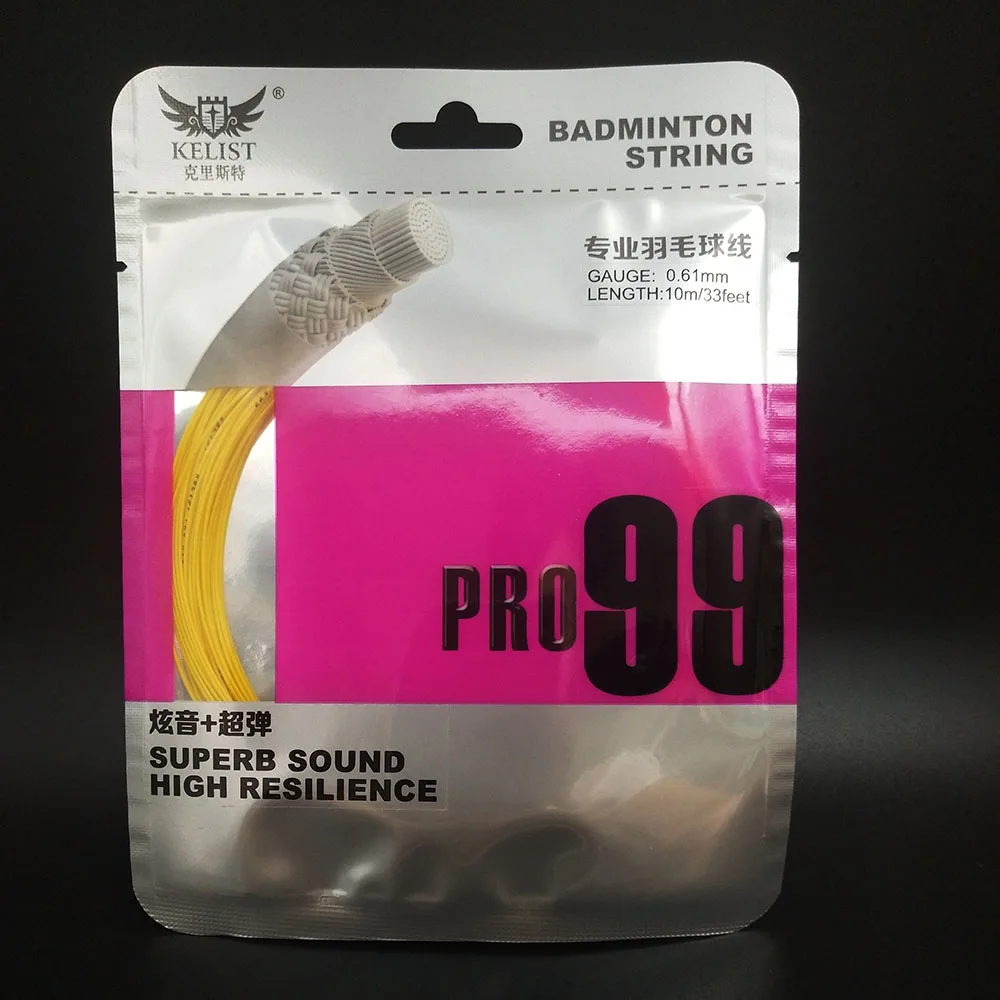 KELIST
®
克里斯特
BADMINTON
STRING
专业羽毛球线
GAUGE: 0.61mm
LENGTH:10m/33feet
PRO99
炫音+超弹
SUPERB SOUND
HIGH RESILIENCE